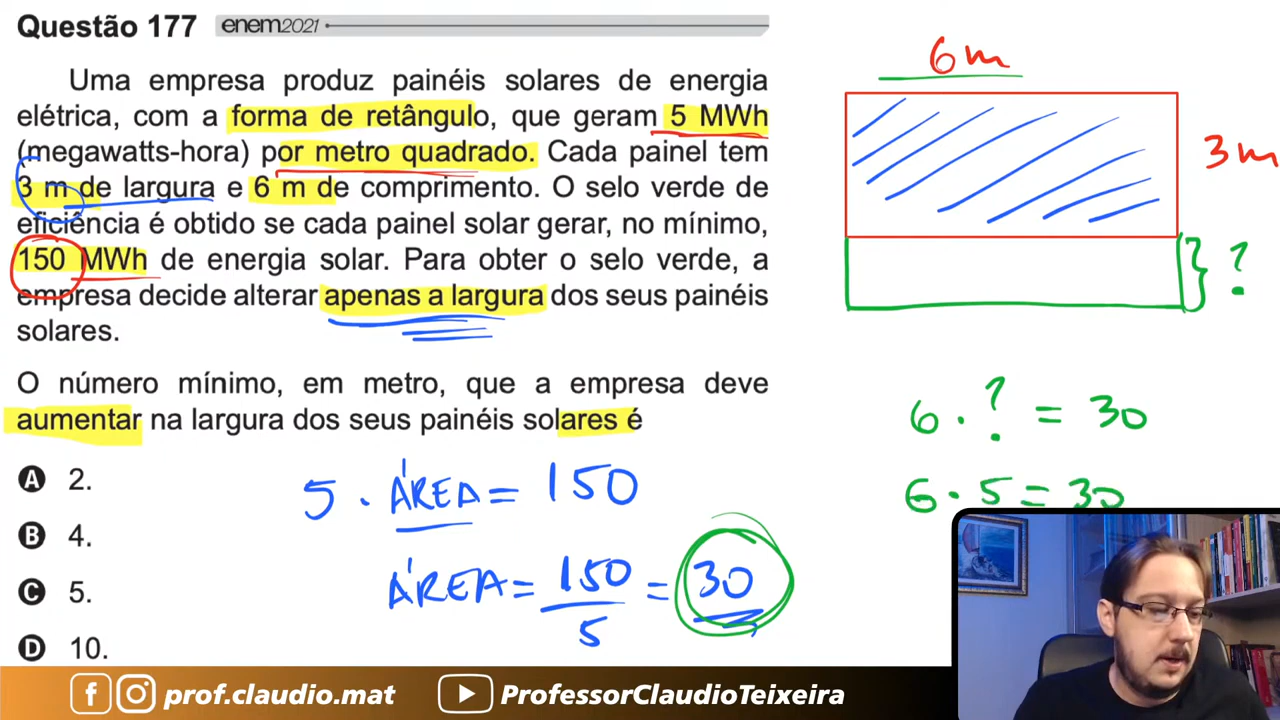 Questão 177 enem2021
Uma empresa produz painéis solares de energia
elétrica, com a forma de retângulo, que geram 5 MWh
(megawatts-hora) por metro quadrado. Cada painel tem
3 m de largura e 6 m de comprimento. O selo verde de
eficiência é obtido se cada painel solar gerar, no mínimo,
150 MWh de energia solar. Para obter o selo verde, a
empresa decide alterar apenas a largura dos seus painéis
solares.
O número mínimo, em metro, que a empresa deve
aumentar na largura dos seus painéis solares é
A 2.
B 4.
C 5.
D 10.
5 · ÁREA = 150
ÁREA = 150/5 = 30
6m
3m
?
6 · ? = 30
6 · 5 = 30
prof.claudio.mat
ProfessorClaudioTeixeira